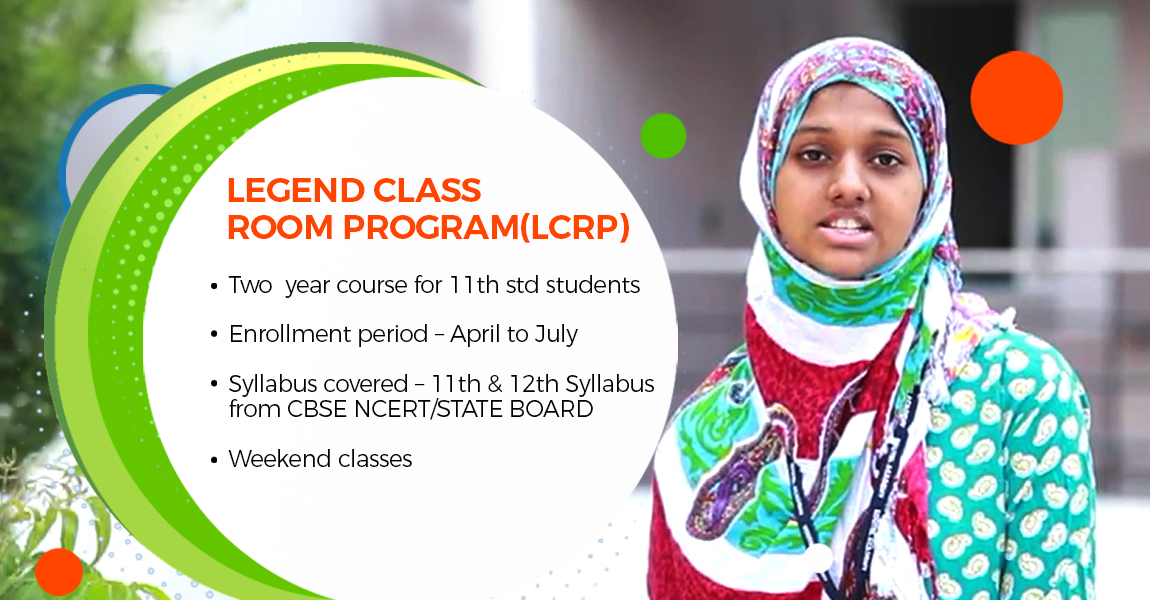 LEGEND CLASS
ROOM PROGRAM(LCRP)
• Two year course for 11th std students
• Enrollment period – April to July
• Syllabus covered – 11th & 12th Syllabus
from CBSE NCERT/STATE BOARD
• Weekend classes